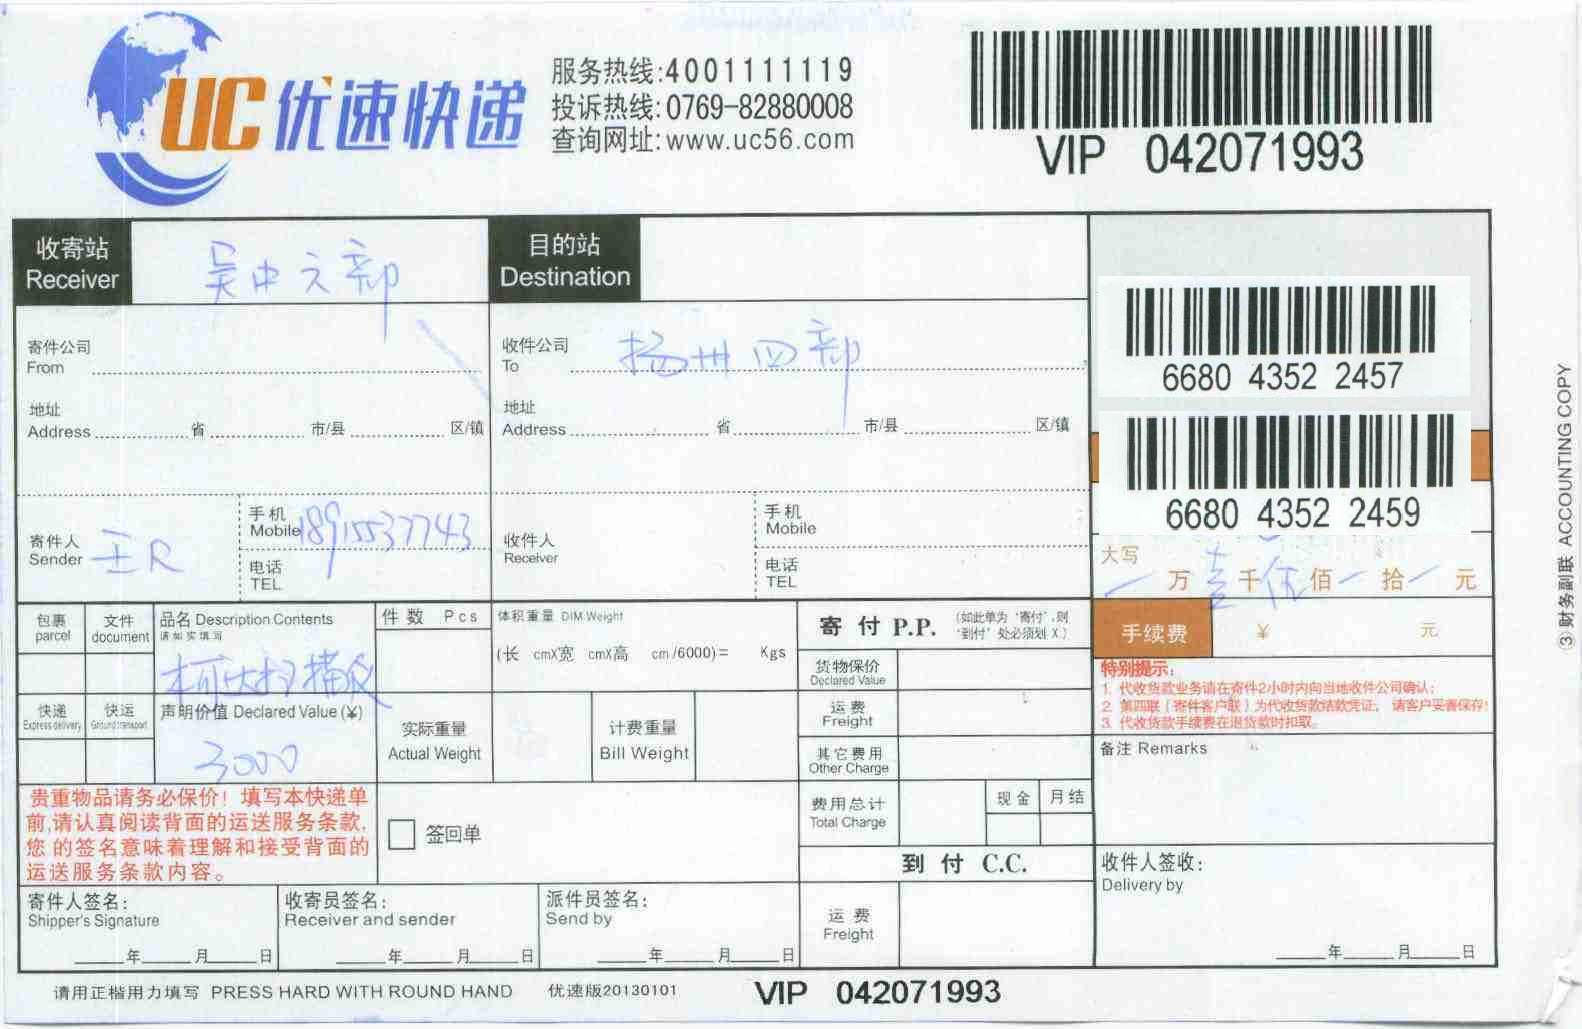 UC优速快递
服务热线:4001111119
投诉热线:0769-82880008
查询网址:www.uc56.com
VIP 042071993
收寄站
Receiver
吴中六部
目的站
Destination
寄件公司
From
收件公司
To
扬州四部
6680 4352 2457
地址
Address 省 市/县 区/镇
地址
Address 省 市/县 区/镇
6680 4352 2459
寄件人
Sender
手机
Mobile 18915537743
电话
TEL
收件人
Receiver
手机
Mobile
电话
TEL
大写
万 壹千伍佰 拾 元
包裹
parcel
文件
document
品名 Description Contents
请如实填写
柯达扫描仪
件数 Pcs
体积重量 DIM Weight
(长 cmX宽 cmX高 cm/6000)= Kgs
寄付 P.P. (如此单为“寄付”,则
“到付”处必须划 X)
手续费 ¥ 元
货物保价
Declared Value
特别提示:
1. 代收货款业务请在寄件2小时内向当地收件公司确认;
2. 第四联(寄件客户联)为代收货款结款凭证, 请客户妥善保存!
3. 代收货款手续费在退货款时扣取。
快递
Express delivery
快运
Ground transport
声明价值 Declared Value (¥)
3000
实际重量
Actual Weight
计费重量
Bill Weight
运费
Freight
其它费用
Other Charge
备注 Remarks
贵重物品请务必保价! 填写本快递单
前,请认真阅读背面的运送服务条款,
您的签名意味着理解和接受背面的
运送服务条款内容。
签回单
费用总计
Total Charge
现金 月结
到付 C.C.
收件人签收:
Delivery by
年 月 日
寄件人签名:
Shipper's Signature
年 月 日
收寄员签名:
Receiver and sender
年 月 日
派件员签名:
Send by
年 月 日
运费
Freight
请用正楷用力填写 PRESS HARD WITH ROUND HAND 优速版20130101 VIP 042071993
③ 财务副联 ACCOUNTING COPY